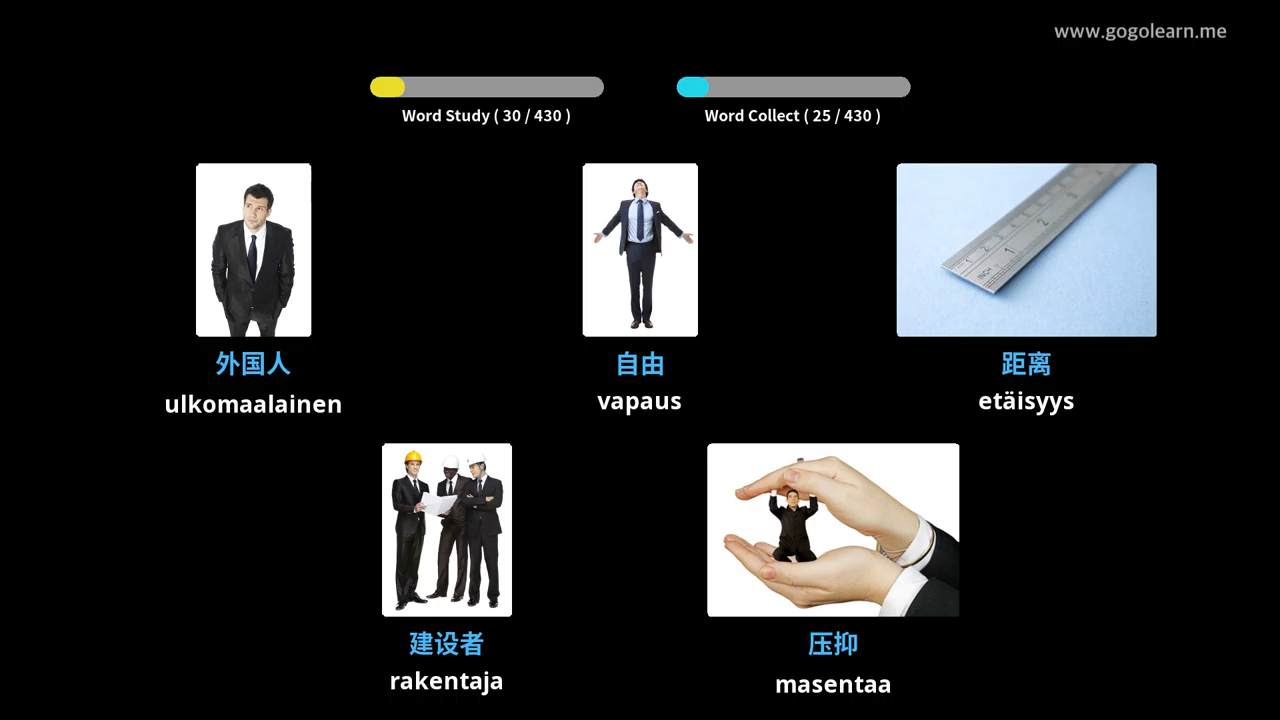 www.gogolearn.me
Word Study ( 30 / 430 )
Word Collect ( 25 / 430 )
外国人
ulkomaalainen
自由
vapaus
距离
etäisyys
建设者
rakentaja
压抑
masentaa